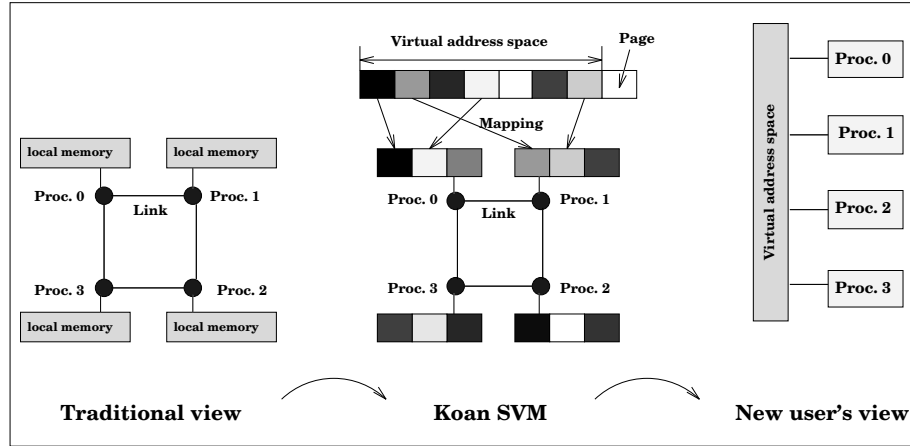 Virtual address space
Page
Mapping
local memory
local memory
Proc. 0
Proc. 1
Link
Proc. 3
Proc. 2
local memory
local memory
Proc. 0
Proc. 1
Link
Proc. 3
Proc. 2
Virtual address space
Proc. 0
Proc. 1
Proc. 2
Proc. 3
Traditional view
Koan SVM
New user's view